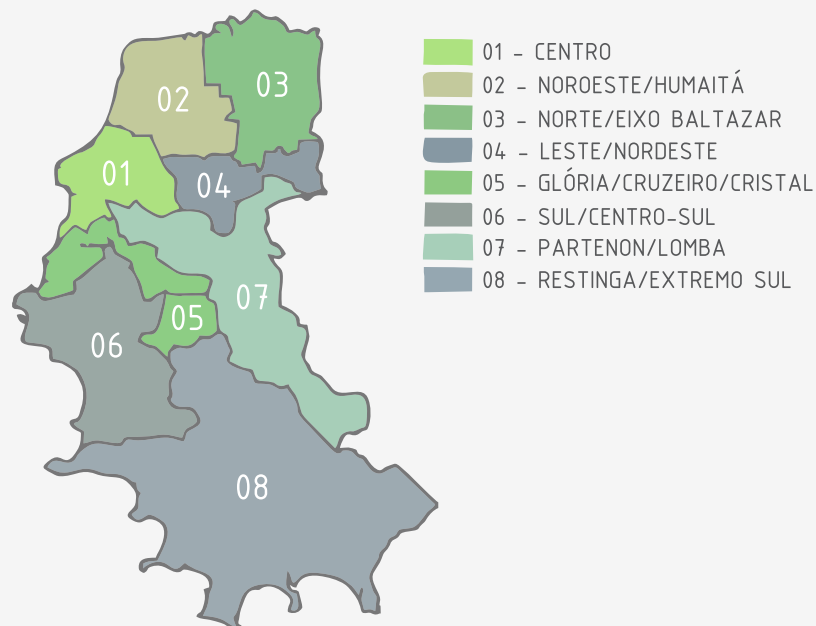 01 - CENTRO
02 - NOROESTE/HUMAITÁ
03 - NORTE/EIXO BALTAZAR
04 - LESTE/NORDESTE
05 - GLÓRIA/CRUZEIRO/CRISTAL
06 - SUL/CENTRO-SUL
07 - PARTENON/LOMBA
08 - RESTINGA/EXTREMO SUL
03
02
01
04
07
05
06
08